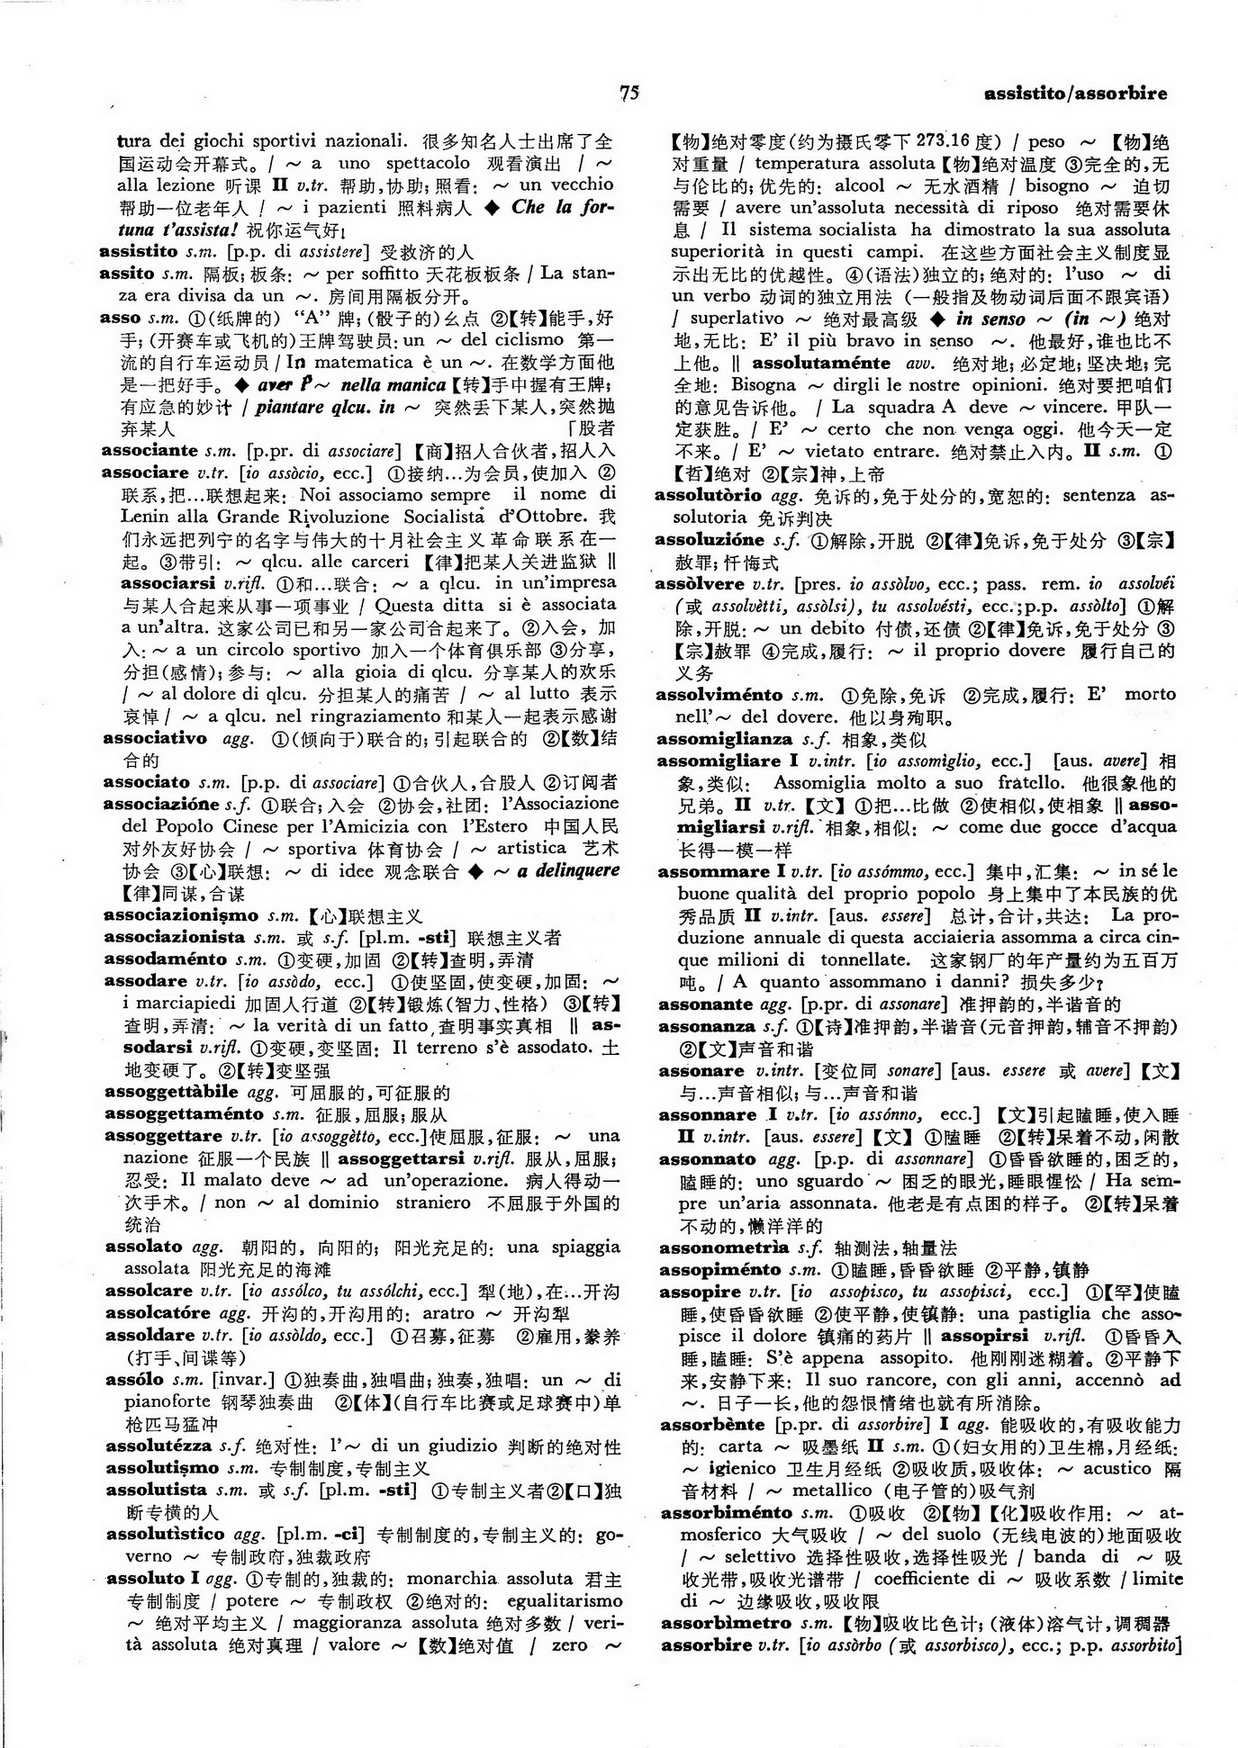 75
assistito/assorbire
tura dei giochi sportivi nazionali. 很多知名人士出席了全
国运动会开幕式。/ ～ a uno spettacolo 观看演出 / ～
alla lezione 听课 II v.tr. 帮助,协助; 照看: ～ un vecchio
帮助一位老年人 / ～ i pazienti 照料病人 ◆ Che la for-
tuna t'assista! 祝你运气好!
assistito s.m. [p.p. di assistere] 受救济的人
assito s.m. 隔板; 板条: ～ per soffitto 天花板板条 / La stan-
za era divisa da un ～. 房间用隔板分开。
asso s.m. ①(纸牌的) “A” 牌; (骰子的)幺点 ②【转】能手,好
手; (开赛车或飞机的)王牌驾驶员: un ～ del ciclismo 第一
流的自行车运动员 / In matematica è un ～. 在数学方面他
是一把好手。◆ aver l'～ nella manica【转】手中握有王牌;
有应急的妙计 / piantare qlcu. in ～ 突然丢下某人,突然抛
弃某人 「股者
associante s.m. [p.pr. di associare] 【商】招人合伙者,招人入
associare v.tr. [io assòcio, ecc.] ①接纳…为会员,使加入 ②
联系,把…联想起来: Noi associamo sempre il nome di
Lenin alla Grande Rivoluzione Socialista d'Ottobre. 我
们永远把列宁的名字与伟大的十月社会主义革命联系在一
起。③带引: ～ qlcu. alle carceri 【律】把某人关进监狱 ‖
associarsi v.rifl. ①和…联合: ～ a qlcu. in un'impresa
与某人合起来从事一项事业 / Questa ditta si è associata
a un'altra. 这家公司已和另一家公司合起来了。②入会, 加
入: ～ a un circolo sportivo 加入一个体育俱乐部 ③分享,
分担(感情); 参与: ～ alla gioia di qlcu. 分享某人的欢乐
/ ～ al dolore di qlcu. 分担某人的痛苦 / ～ al lutto 表示
哀悼 / ～ a qlcu. nel ringraziamento 和某人一起表示感谢
associativo agg. ①(倾向于)联合的; 引起联合的 ②【数】结
合的
associato s.m. [p.p. di associare] ①合伙人,合股人 ②订阅者
associazióne s.f. ①联合; 入会 ②协会,社团: l'Associazione
del Popolo Cinese per l'Amicizia con l'Estero 中国人民
对外友好协会 / ～ sportiva 体育协会 / ～ artistica 艺术
协会 ③【心】联想: ～ di idee 观念联合 ◆ ～ a delinquere
【律】同谋,合谋
associazionismo s.m. 【心】联想主义
associazionista s.m. 或 s.f. [pl.m. -sti] 联想主义者
assodaménto s.m. ①变硬,加固 ②【转】查明,弄清
assodare v.tr. [io assòdo, ecc.] ①使坚固,使变硬,加固: ～
i marciapiedi 加固人行道 ②【转】锻炼(智力、性格) ③【转】
查明,弄清: ～ la verità di un fatto 查明事实真相 ‖ as-
sodarsi v.rifl. ①变硬,变坚固: Il terreno s'è assodato. 土
地变硬了。②【转】变坚强
assoggettàbile agg. 可屈服的,可征服的
assoggettaménto s.m. 征服,屈服; 服从
assoggettare v.tr. [io assoggètto, ecc.]使屈服,征服: ～ una
nazione 征服一个民族 ‖ assoggettarsi v.rifl. 服从,屈服;
忍受: Il malato deve ～ ad un'operazione. 病人得动一
次手术。/ non ～ al dominio straniero 不屈服于外国的
统治
assolato agg. 朝阳的, 向阳的; 阳光充足的: una spiaggia
assolata 阳光充足的海滩
assolcare v.tr. [io assólco, tu assólchi, ecc.] 犁(地),在…开沟
assolcatóre agg. 开沟的,开沟用的: aratro ～ 开沟犁
assoldare v.tr. [io assòldo, ecc.] ①召募,征募 ②雇用,豢养
(打手、间谍等)
assólo s.m. [invar.] ①独奏曲,独唱曲; 独奏,独唱: un ～ di
pianoforte 钢琴独奏曲 ②【体】(自行车比赛或足球赛中)单
枪匹马猛冲
assolutézza s.f. 绝对性: l'～ di un giudizio 判断的绝对性
assolutismo s.m. 专制制度,专制主义
assolutista s.m. 或 s.f. [pl.m. -sti] ①专制主义者②【口】独
断专横的人
assolutìstico agg. [pl.m. -ci] 专制制度的,专制主义的: go-
verno ～ 专制政府,独裁政府
assoluto I agg. ①专制的,独裁的: monarchia assoluta 君主
专制制度 / potere ～ 专制政权 ②绝对的: egualitarismo
～ 绝对平均主义 / maggioranza assoluta 绝对多数 / veri-
tà assoluta 绝对真理 / valore ～【数】绝对值 / zero ～
【物】绝对零度(约为摄氏零下 273.16 度) / peso ～ 【物】绝
对重量 / temperatura assoluta【物】绝对温度 ③完全的,无
与伦比的; 优先的: alcool ～ 无水酒精 / bisogno ～ 迫切
需要 / avere un'assoluta necessità di riposo 绝对需要休
息 / Il sistema socialista ha dimostrato la sua assoluta
superiorità in questi campi. 在这些方面社会主义制度显
示出无比的优越性。④(语法)独立的; 绝对的: l'uso ～ di
un verbo 动词的独立用法 (一般指及物动词后面不跟宾语)
/ superlativo ～ 绝对最高级 ◆ in senso ～ (in ～) 绝对
地,无比: E' il più bravo in senso ～. 他最好,谁也比不
上他。‖ assolutaménte avv. 绝对地; 必定地; 坚决地; 完
全地: Bisogna ～ dirgli le nostre opinioni. 绝对要把咱们
的意见告诉他。/ La squadra A deve ～ vincere. 甲队一
定获胜。/ E' ～ certo che non venga oggi. 他今天一定
不来。/ E' ～ vietato entrare. 绝对禁止入内。II s.m. ①
【哲】绝对 ②【宗】神,上帝
assolutòrio agg. 免诉的,免于处分的,宽恕的: sentenza as-
solutoria 免诉判决
assoluzióne s.f. ①解除,开脱 ②【律】免诉,免于处分 ③【宗】
赦罪; 忏悔式
assòlvere v.tr. [pres. io assòlvo, ecc.; pass. rem. io assolvéi
(或 assolvètti, assòlsi), tu assolvésti, ecc.;p.p. assòlto] ①解
除,开脱: ～ un debito 付债,还债 ②【律】免诉,免于处分 ③
【宗】赦罪 ④完成,履行: ～ il proprio dovere 履行自己的
义务
assolviménto s.m. ①免除,免诉 ②完成,履行: E' morto
nell'～ del dovere. 他以身殉职。
assomiglianza s.f. 相象,类似
assomigliare I v.intr. [io assomìglio, ecc.] [aus. avere] 相
象,类似: Assomiglia molto a suo fratello. 他很象他的
兄弟。II v.tr.【文】①把…比做 ②使相似,使相象 ‖ asso-
migliarsi v.rifl. 相象,相似: ～ come due gocce d'acqua
长得一模一样
assommare I v.tr. [io assómmo, ecc.] 集中,汇集: ～ in sé le
buone qualità del proprio popolo 身上集中了本民族的优
秀品质 II v.intr. [aus. essere] 总计,合计,共达: La pro-
duzione annuale di questa acciaieria assomma a circa cin-
que milioni di tonnellate. 这家钢厂的年产量约为五百万
吨。/ A quanto assommano i danni? 损失多少?
assonante agg. [p.pr. di assonare] 准押韵的,半谐音的
assonanza s.f. ①【诗】准押韵,半谐音(元音押韵,辅音不押韵)
②【文】声音和谐
assonare v.intr. [变位同 sonare] [aus. essere 或 avere]【文】
与…声音相似; 与…声音和谐
assonnare I v.tr. [io assónno, ecc.] 【文】引起瞌睡,使入睡
II v.intr. [aus. essere]【文】 ①瞌睡 ②【转】呆着不动,闲散
assonnato agg. [p.p. di assonnare] ①昏昏欲睡的,困乏的,
瞌睡的: uno sguardo ～ 困乏的眼光,睡眼惺忪 / Ha sem-
pre un'aria assonnata. 他老是有点困的样子。②【转】呆着
不动的,懒洋洋的
assonometrìa s.f. 轴测法,轴量法
assopiménto s.m. ①瞌睡,昏昏欲睡 ②平静,镇静
assopire v.tr. [io assopisco, tu assopisci, ecc.] ①【罕】使瞌
睡,使昏昏欲睡 ②使平静,使镇静: una pastiglia che asso-
pisce il dolore 镇痛的药片 ‖ assopirsi v.rifl. ①昏昏入
睡,瞌睡: S'è appena assopito. 他刚刚迷糊着。②平静下
来,安静下来: Il suo rancore, con gli anni, accennò ad
～. 日子一长,他的怨恨情绪也就有所消除。
assorbènte [p.pr. di assorbire] I agg. 能吸收的,有吸收能力
的: carta ～ 吸墨纸 II s.m. ①(妇女用的)卫生棉,月经纸:
～ igienico 卫生月经纸 ②吸收质,吸收体: ～ acustico 隔
音材料 / ～ metallico (电子管的)吸气剂
assorbiménto s.m. ①吸收 ②【物】【化】吸收作用: ～ at-
mosferico 大气吸收 / ～ del suolo (无线电波的)地面吸收
/ ～ selettivo 选择性吸收,选择性吸光 / banda di ～ 吸
收光带,吸收光谱带 / coefficiente di ～ 吸收系数 / limite
di ～ 边缘吸收,吸收限
assorbìmetro s.m. 【物】吸收比色计; (液体)溶气计,调稠器
assorbire v.tr. [io assòrbo (或 assorbisco), ecc.; p.p. assorbito]